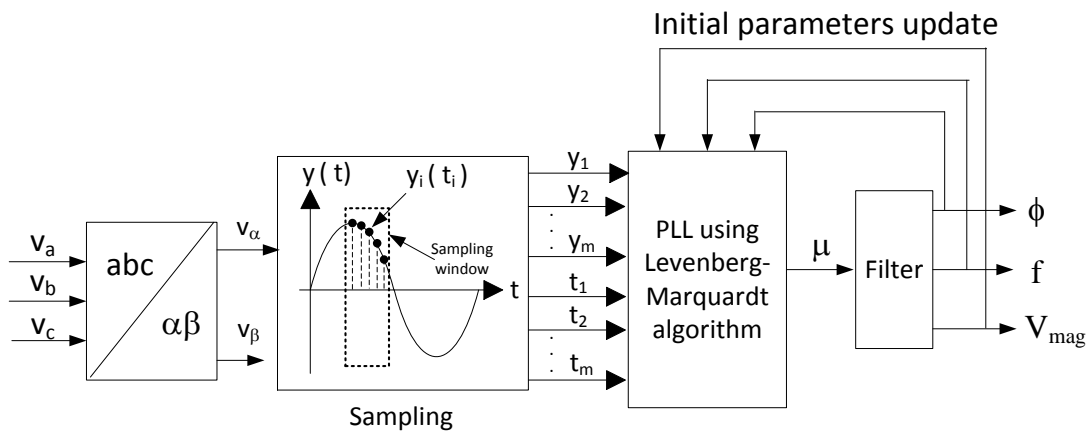 Initial parameters update
v_a
v_b
v_c
abc
αβ
v_α
v_β
y ( t )
y_i ( t_i )
Sampling
window
t
Sampling
y_1
y_2
.
.
.
y_m
t_1
t_2
.
.
.
t_m
PLL using
Levenberg-
Marquardt
algorithm
μ
Filter
ϕ
f
V_mag